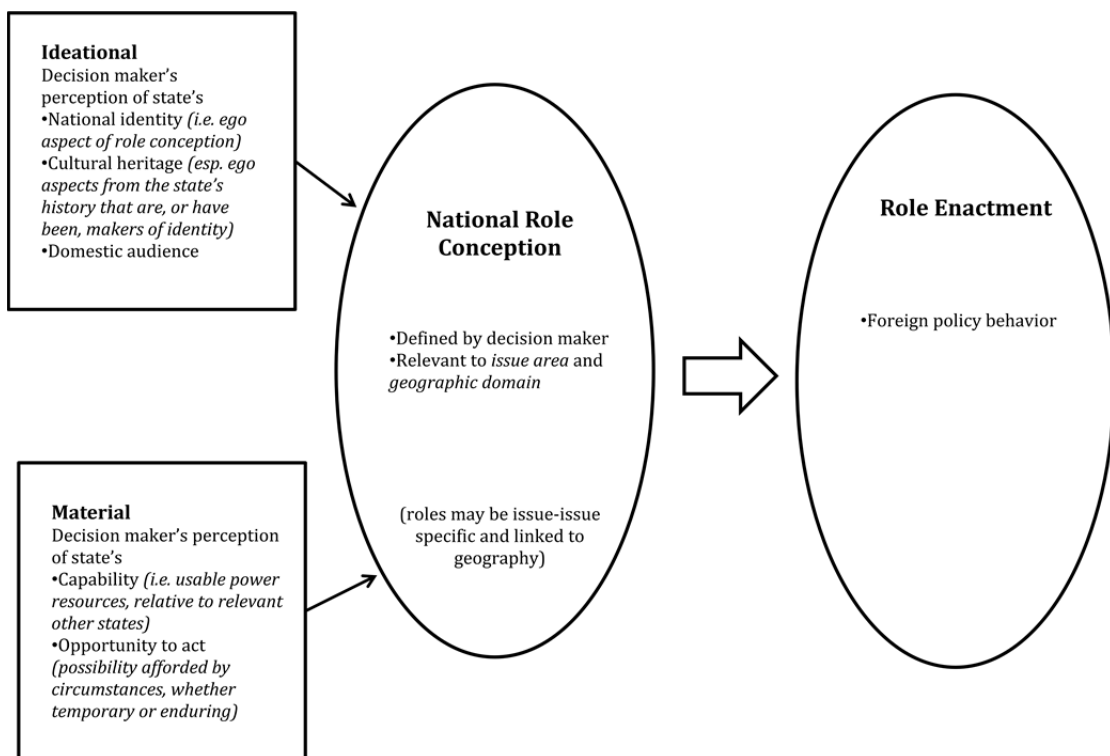 Ideational
Decision maker's
perception of state's
•National identity (i.e. ego
aspect of role conception)
•Cultural heritage (esp. ego
aspects from the state's
history that are, or have
been, makers of identity)
•Domestic audience
Material
Decision maker's perception
of state's
•Capability (i.e. usable power
resources, relative to relevant
other states)
•Opportunity to act
(possibility afforded by
circumstances, whether
temporary or enduring)
National Role
Conception
•Defined by decision maker
•Relevant to issue area and
geographic domain
(roles may be issue-issue
specific and linked to
geography)
Role Enactment
•Foreign policy behavior